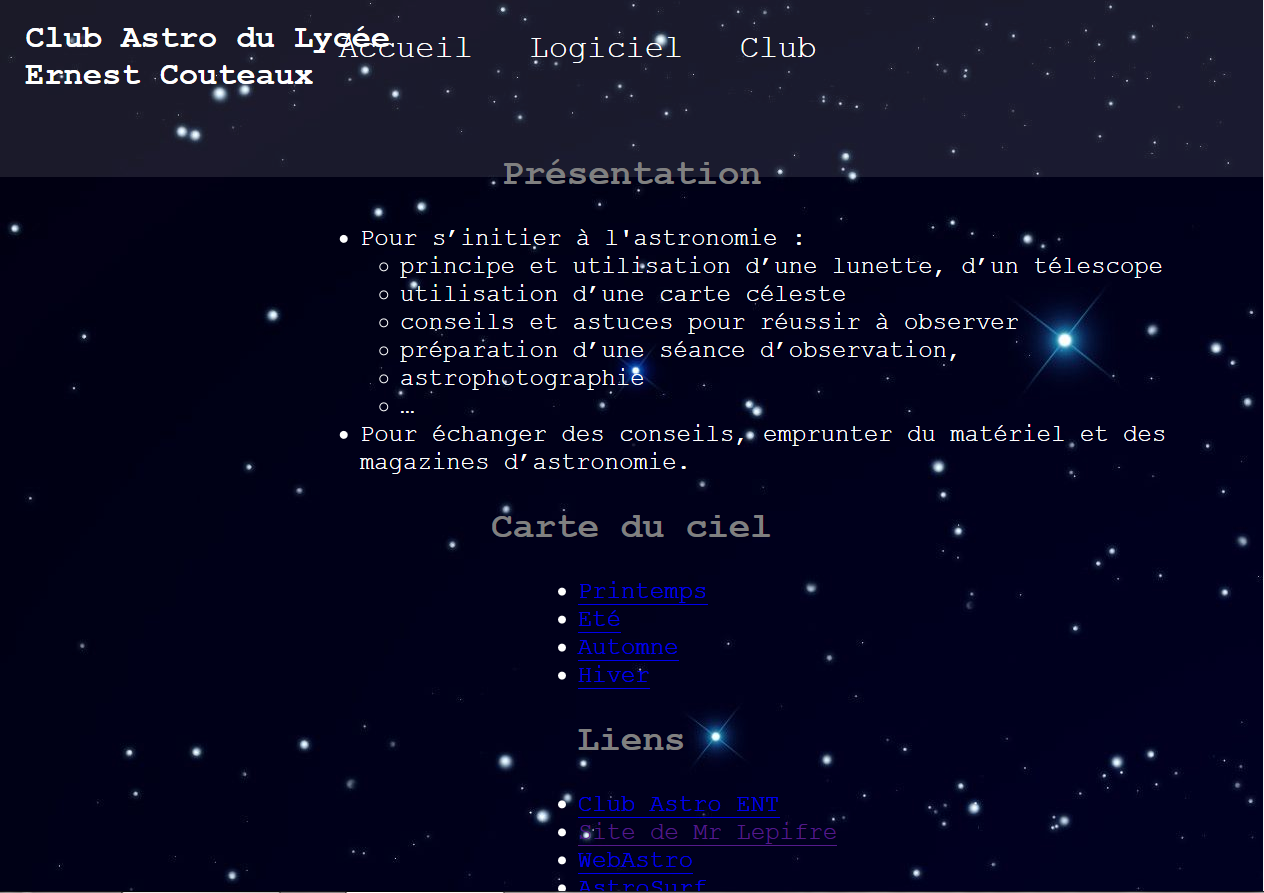 Club Astro du Lycée
Ernest Couteaux
Accueil Logiciel Club
Présentation
Pour s’initier à l'astronomie :
principe et utilisation d’une lunette, d’un télescope
utilisation d’une carte céleste
conseils et astuces pour réussir à observer
préparation d’une séance d’observation,
astrophotographie
…
Pour échanger des conseils, emprunter du matériel et des
magazines d’astronomie.
Carte du ciel
Printemps
Eté
Automne
Hiver
Liens
Club Astro ENT
Site de Mr Lepifre
WebAstro
AstroSurf